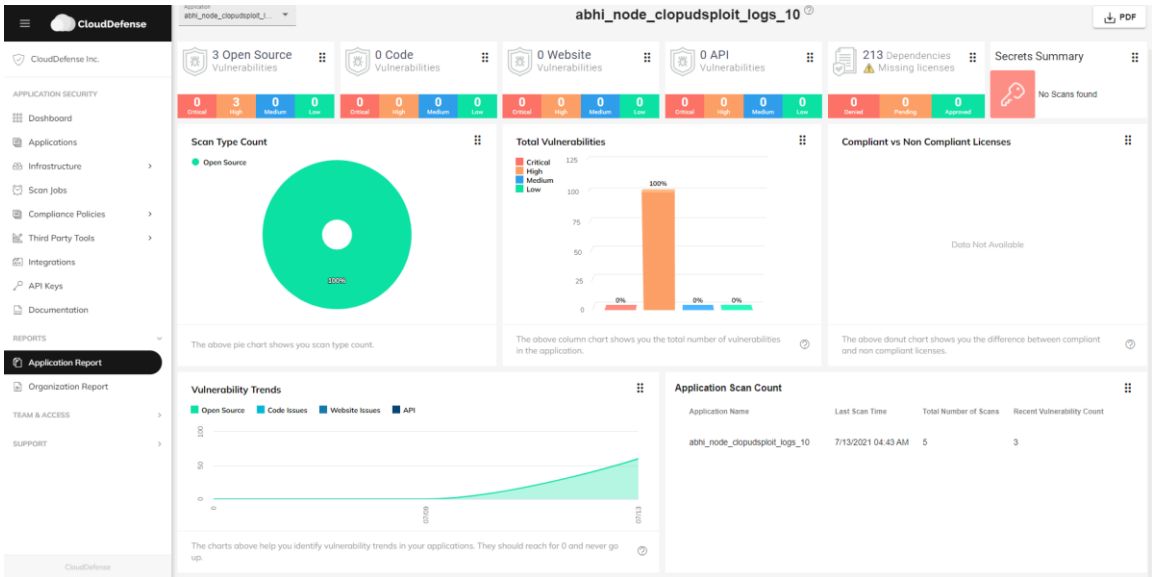 CloudDefense
Application
abhi_node_clopudsploit_l...
abhi_node_clopudsploit_logs_10
PDF
CloudDefense Inc.
APPLICATION SECURITY
Dashboard
Applications
Infrastructure
Scan Jobs
Compliance Policies
Third Party Tools
Integrations
API Keys
Documentation
REPORTS
Application Report
Organization Report
TEAM & ACCESS
SUPPORT
CloudDefense
3 Open Source
Vulnerabilities
0 3 0 0
Critical High Medium Low
0 Code
Vulnerabilities
0 0 0 0
Critical High Medium Low
0 Website
Vulnerabilities
0 0 0 0
Critical High Medium Low
0 API
Vulnerabilities
0 0 0 0
Critical High Medium Low
213 Dependencies
Missing licenses
0 0 0
Denied Pending Approved
Secrets Summary
No Scans found
Scan Type Count
Open Source
100%
The above pie chart shows you scan type count.
Total Vulnerabilities
Critical
High
Medium
Low
125
100
75
50
25
0
0%
100%
0%
0%
The above column chart shows you the total number of vulnerabilities
in the application.
Compliant vs Non Compliant Licenses
Data Not Available
The above donut chart shows you the difference between compliant
and non compliant licenses.
Vulnerability Trends
Open Source Code Issues Website Issues API
100
50
0
0
07/09
07/13
The charts above help you identify vulnerability trends in your applications. They should reach for 0 and never go
up.
Application Scan Count
Application Name Last Scan Time Total Number of Scans Recent Vulnerability Count
abhi_node_clopudsploit_logs_10 7/13/2021 04:43 AM 5 3